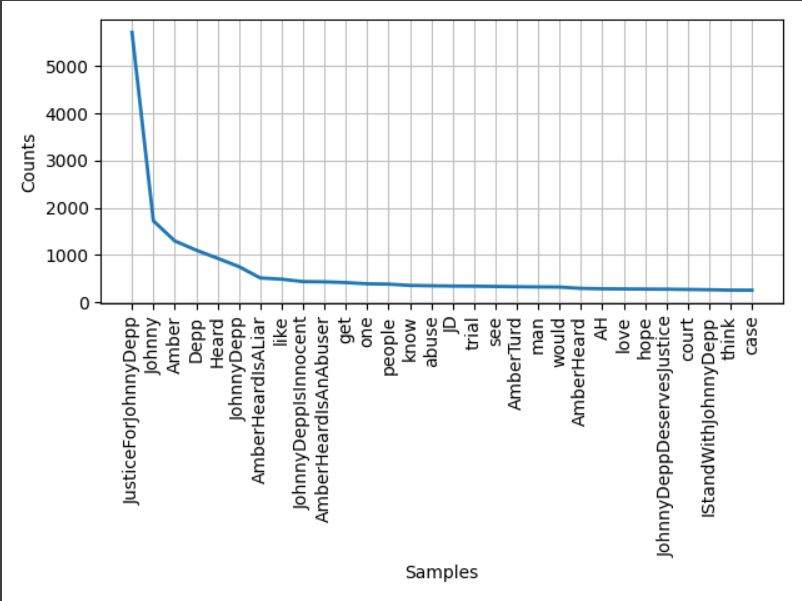 5000
4000
3000
2000
1000
0
Counts
JusticeForJohnnyDepp
Johnny
Amber
Depp
Heard
JohnnyDepp
AmberHeardIsALiar
like
JohnnyDeppIsInnocent
AmberHeardIsAnAbuser
get
one
people
know
abuse
JD
trial
see
AmberTurd
man
would
AmberHeard
AH
love
hope
JohnnyDeppDeservesJustice
court
IStandWithJohnnyDepp
think
case
Samples